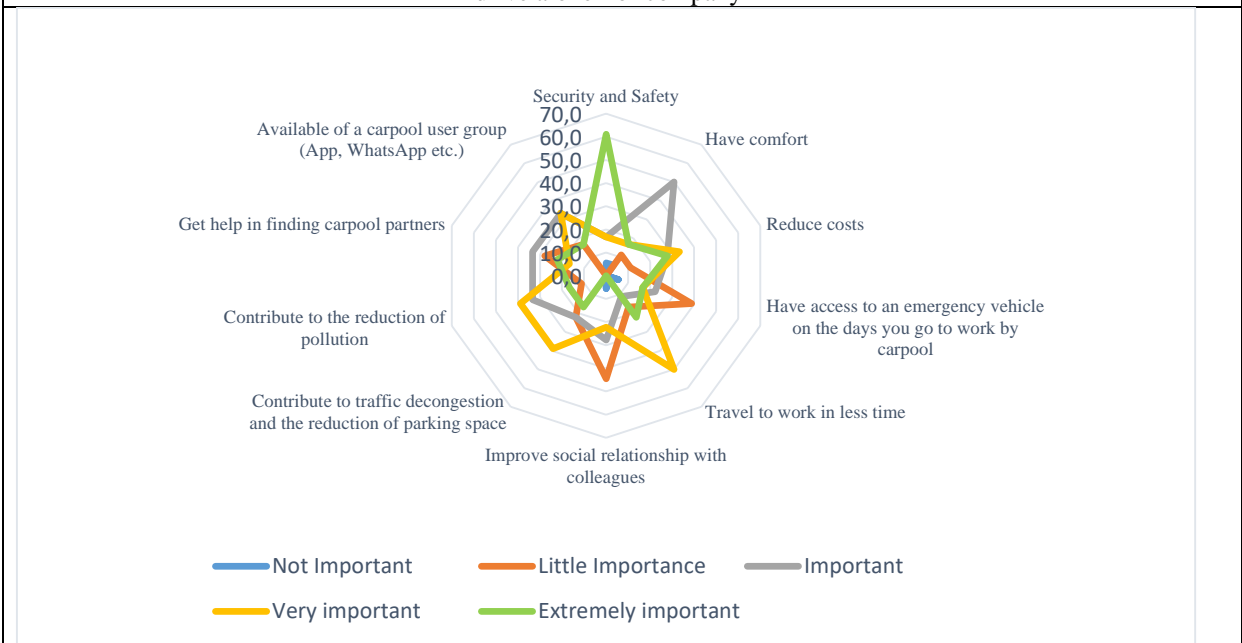 Security and Safety
70,0
60,0
50,0
40,0
30,0
20,0
10,0
0,0
Have comfort
Reduce costs
Have access to an emergency vehicle
on the days you go to work by
carpool
Travel to work in less time
Improve social relationship with
colleagues
Contribute to traffic decongestion
and the reduction of parking space
Contribute to the reduction of
pollution
Get help in finding carpool partners
Available of a carpool user group
(App, WhatsApp etc.)
Not Important
Little Importance
Important
Very important
Extremely important